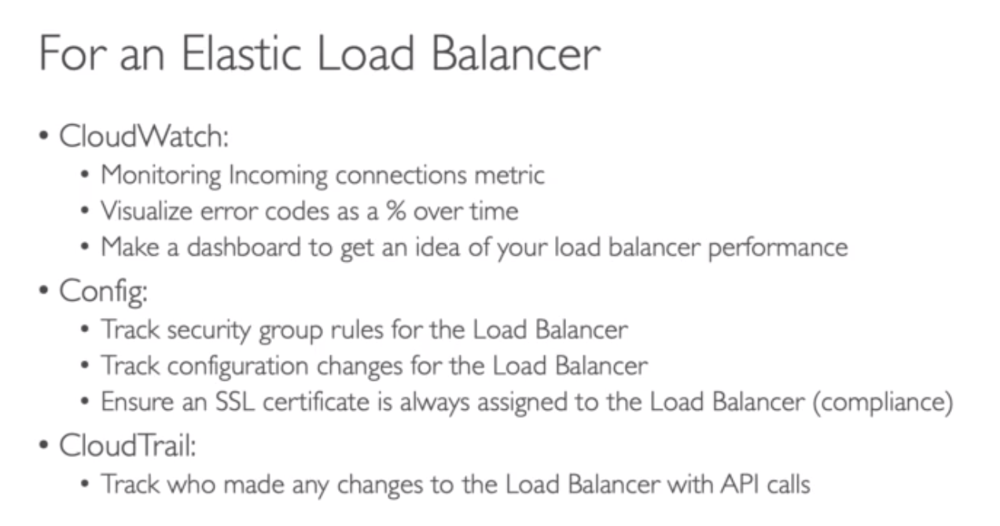 For an Elastic Load Balancer
• CloudWatch:
• Monitoring Incoming connections metric
• Visualize error codes as a % over time
• Make a dashboard to get an idea of your load balancer performance
• Config:
• Track security group rules for the Load Balancer
• Track configuration changes for the Load Balancer
• Ensure an SSL certificate is always assigned to the Load Balancer (compliance)
• CloudTrail:
• Track who made any changes to the Load Balancer with API calls